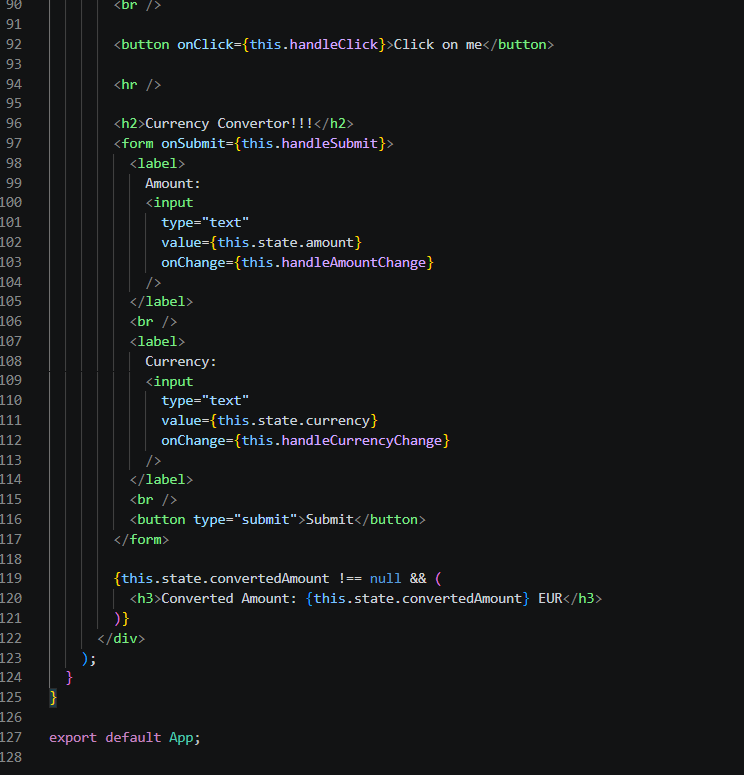 90 <br />
91
92 <button onClick={this.handleClick}>Click on me</button>
93
94 <hr />
95
96 <h2>Currency Convertor!!!</h2>
97 <form onSubmit={this.handleSubmit}>
98 <label>
99 Amount:
100 <input
101 type="text"
102 value={this.state.amount}
103 onChange={this.handleAmountChange}
104 />
105 </label>
106 <br />
107 <label>
108 Currency:
109 <input
110 type="text"
111 value={this.state.currency}
112 onChange={this.handleCurrencyChange}
113 />
114 </label>
115 <br />
116 <button type="submit">Submit</button>
117 </form>
118
119 {this.state.convertedAmount !== null && (
120 <h3>Converted Amount: {this.state.convertedAmount} EUR</h3>
121 )}
122 </div>
123 );
124 }
125 }
126
127 export default App;
128